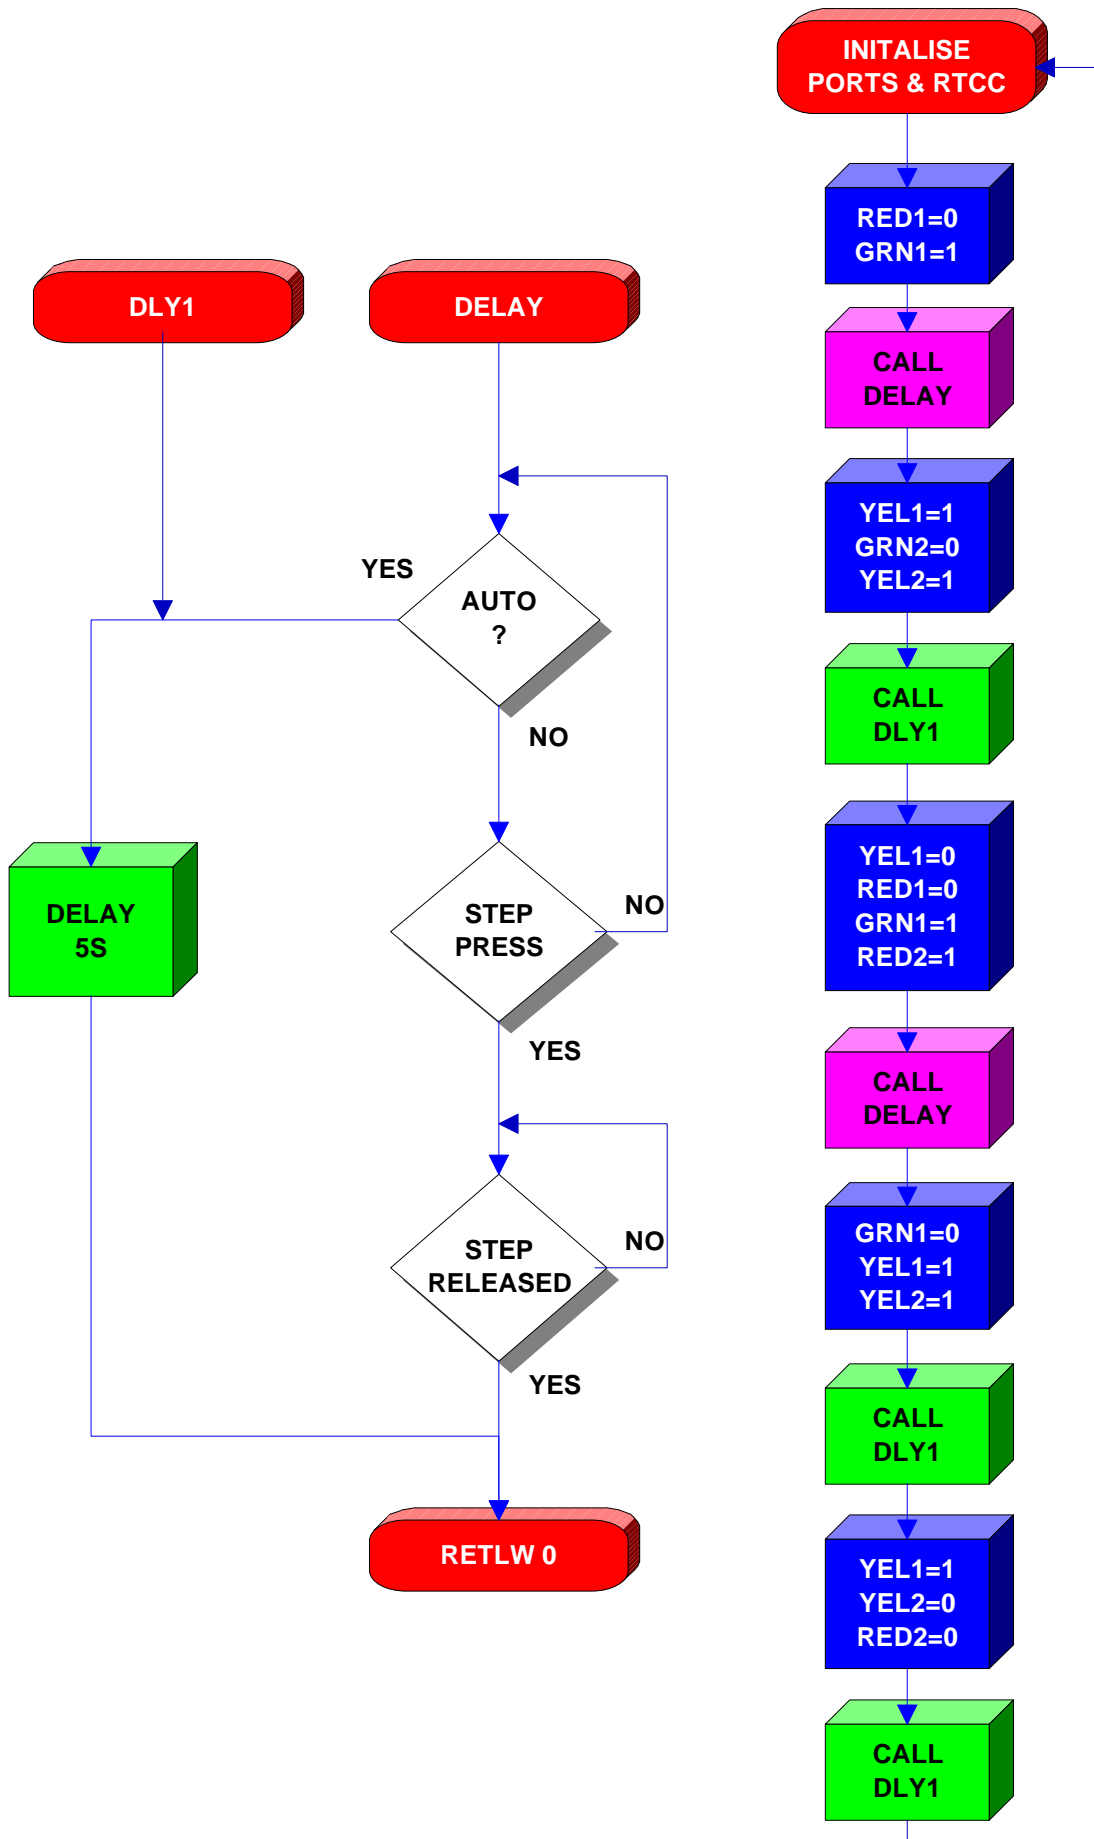 DLY1
DELAY
YES
AUTO
?
NO
STEP
PRESS
NO
YES
DELAY
5S
STEP
RELEASED
NO
YES
RETLW 0
INITALISE
PORTS & RTCC
RED1=0
GRN1=1
CALL
DELAY
YEL1=1
GRN2=0
YEL2=1
CALL
DLY1
YEL1=0
RED1=0
GRN1=1
RED2=1
CALL
DELAY
GRN1=0
YEL1=1
YEL2=1
CALL
DLY1
YEL1=1
YEL2=0
RED2=0
CALL
DLY1